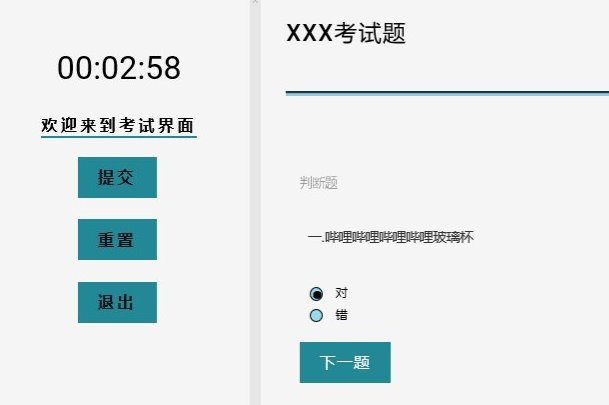 00:02:58
欢迎来到考试界面
提交
重置
退出
XXX考试题
判断题
一.哔哩哔哩哔哩哔哩玻璃杯
对
错
下一题